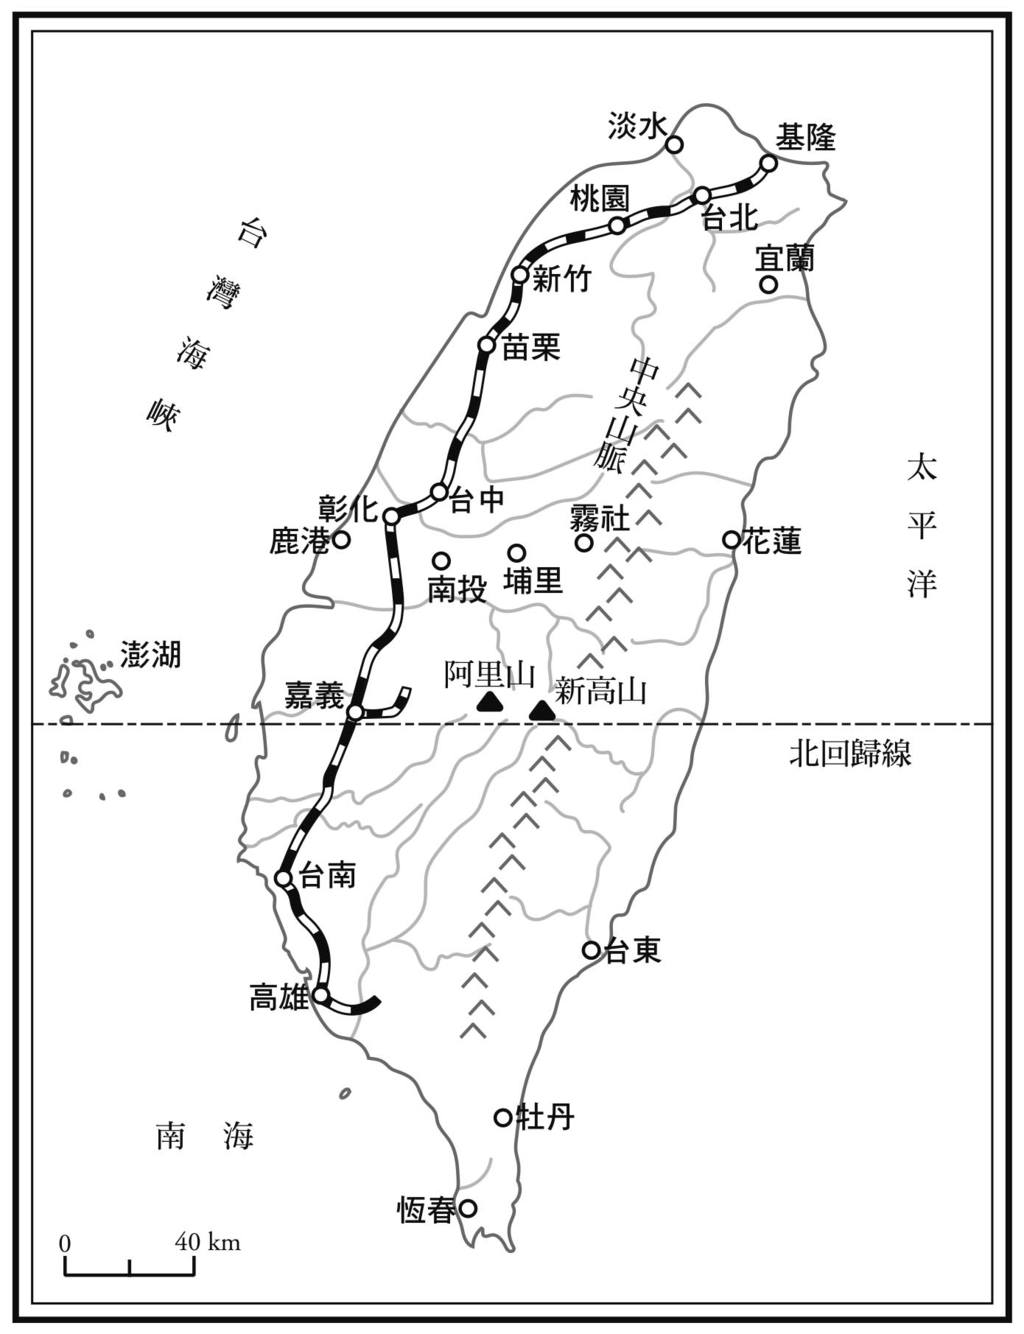 淡水
基隆
桃園
台北
台灣海峽
宜蘭
新竹
苗栗
中央山脈
太平洋
台中
彰化
霧社
鹿港
花蓮
南投
埔里
澎湖
阿里山
新高山
嘉義
北回歸線
台南
台東
高雄
牡丹
南海
恆春
0
40 km